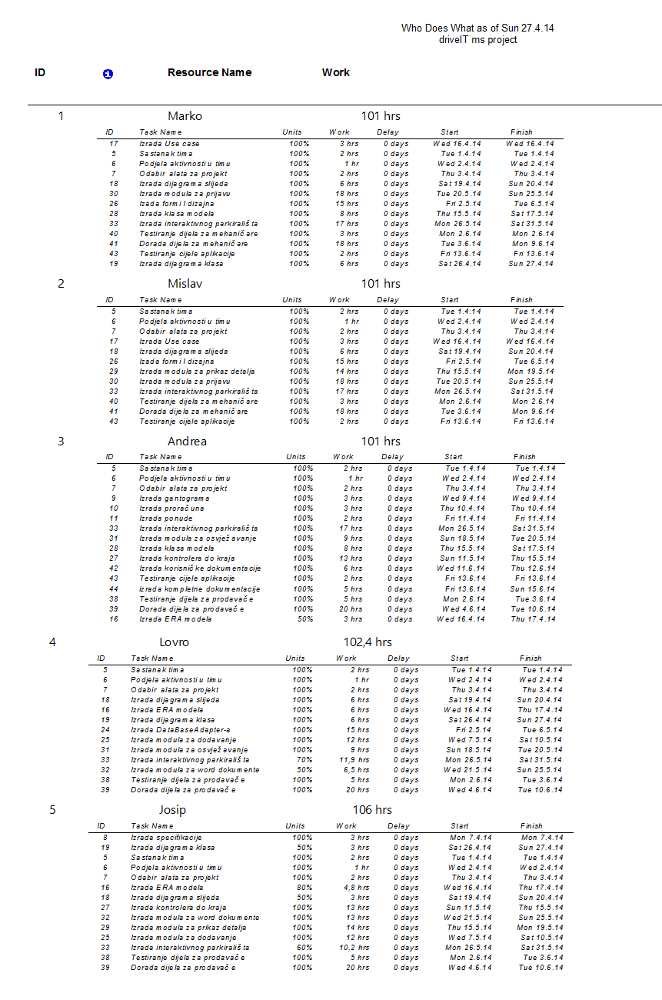 Who Does What as of Sun 27.4.14
driveIT ms project
ID Resource Name Work
1 Marko 101 hrs
ID Task Name Units Work Delay Start Finish
17 Izrada Use case 100% 3 hrs 0 days Wed 16.4.14 Wed 16.4.14
5 Sastanak tima 100% 2 hrs 0 days Tue 1.4.14 Tue 1.4.14
6 Podjela aktivnosti u timu 100% 1 hr 0 days Wed 2.4.14 Wed 2.4.14
7 Odabir alata za projekt 100% 2 hrs 0 days Thu 3.4.14 Thu 3.4.14
18 Izrada dijagrama slijeda 100% 6 hrs 0 days Sat 19.4.14 Sun 20.4.14
30 Izrada modula za prijavu 100% 18 hrs 0 days Tue 20.5.14 Sun 25.5.14
26 Izada formi I dizajna 100% 15 hrs 0 days Fri 2.5.14 Tue 6.5.14
28 Izrada klasa modela 100% 8 hrs 0 days Thu 15.5.14 Sat 17.5.14
33 Izrada interaktivnog parkirališta 100% 17 hrs 0 days Mon 26.5.14 Sat 31.5.14
40 Testiranje dijela za mehaničare 100% 3 hrs 0 days Mon 2.6.14 Mon 2.6.14
41 Dorada dijela za mehaničare 100% 18 hrs 0 days Tue 3.6.14 Mon 9.6.14
43 Testiranje cijele aplikacije 100% 2 hrs 0 days Fri 13.6.14 Fri 13.6.14
19 Izrada dijagrama klasa 100% 6 hrs 0 days Sat 26.4.14 Sun 27.4.14
2 Mislav 101 hrs
ID Task Name Units Work Delay Start Finish
5 Sastanak tima 100% 2 hrs 0 days Tue 1.4.14 Tue 1.4.14
6 Podjela aktivnosti u timu 100% 1 hr 0 days Wed 2.4.14 Wed 2.4.14
7 Odabir alata za projekt 100% 2 hrs 0 days Thu 3.4.14 Thu 3.4.14
17 Izrada Use case 100% 3 hrs 0 days Wed 16.4.14 Wed 16.4.14
18 Izrada dijagrama slijeda 100% 6 hrs 0 days Sat 19.4.14 Sun 20.4.14
26 Izada formi I dizajna 100% 15 hrs 0 days Fri 2.5.14 Tue 6.5.14
29 Izrada modula za prikaz detalja 100% 14 hrs 0 days Thu 15.5.14 Mon 19.5.14
30 Izrada modula za prijavu 100% 18 hrs 0 days Tue 20.5.14 Sun 25.5.14
33 Izrada interaktivnog parkirališta 100% 17 hrs 0 days Mon 26.5.14 Sat 31.5.14
40 Testiranje dijela za mehaničare 100% 3 hrs 0 days Mon 2.6.14 Mon 2.6.14
41 Dorada dijela za mehaničare 100% 18 hrs 0 days Tue 3.6.14 Mon 9.6.14
43 Testiranje cijele aplikacije 100% 2 hrs 0 days Fri 13.6.14 Fri 13.6.14
3 Andrea 101 hrs
ID Task Name Units Work Delay Start Finish
5 Sastanak tima 100% 2 hrs 0 days Tue 1.4.14 Tue 1.4.14
6 Podjela aktivnosti u timu 100% 1 hr 0 days Wed 2.4.14 Wed 2.4.14
7 Odabir alata za projekt 100% 2 hrs 0 days Thu 3.4.14 Thu 3.4.14
9 Izrada gantograma 100% 3 hrs 0 days Wed 9.4.14 Wed 9.4.14
10 Izrada proračuna 100% 3 hrs 0 days Thu 10.4.14 Thu 10.4.14
11 Izrada ponude 100% 2 hrs 0 days Fri 11.4.14 Fri 11.4.14
33 Izrada interaktivnog parkirališta 100% 17 hrs 0 days Mon 26.5.14 Sat 31.5.14
31 Izrada modula za osvježavanje 100% 9 hrs 0 days Sun 18.5.14 Tue 20.5.14
28 Izrada klasa modela 100% 8 hrs 0 days Thu 15.5.14 Sat 17.5.14
27 Izrada kontrolera do kraja 100% 13 hrs 0 days Sun 11.5.14 Thu 15.5.14
42 Izrada korisničke dokumentacije 100% 6 hrs 0 days Wed 11.6.14 Thu 12.6.14
43 Testiranje cijele aplikacije 100% 2 hrs 0 days Fri 13.6.14 Fri 13.6.14
44 izrada kompletne dokumentacije 100% 5 hrs 0 days Fri 13.6.14 Sun 15.6.14
38 Testiranje dijela za prodavače 100% 5 hrs 0 days Mon 2.6.14 Tue 3.6.14
39 Dorada dijela za prodavače 100% 20 hrs 0 days Wed 4.6.14 Tue 10.6.14
16 Izrada ERA modela 50% 3 hrs 0 days Wed 16.4.14 Thu 17.4.14
4 Lovro 102,4 hrs
ID Task Name Units Work Delay Start Finish
5 Sastanak tima 100% 2 hrs 0 days Tue 1.4.14 Tue 1.4.14
6 Podjela aktivnosti u timu 100% 1 hr 0 days Wed 2.4.14 Wed 2.4.14
7 Odabir alata za projekt 100% 2 hrs 0 days Thu 3.4.14 Thu 3.4.14
18 Izrada dijagrama slijeda 100% 6 hrs 0 days Sat 19.4.14 Sun 20.4.14
16 Izrada ERA modela 100% 6 hrs 0 days Wed 16.4.14 Thu 17.4.14
19 Izrada dijagrama klasa 100% 6 hrs 0 days Sat 26.4.14 Sun 27.4.14
24 Izrada DataBaseAdapter-a 100% 15 hrs 0 days Fri 2.5.14 Tue 6.5.14
25 Izrada modula za dodavanje 100% 12 hrs 0 days Wed 7.5.14 Sat 10.5.14
31 Izrada modula za osvježavanje 100% 9 hrs 0 days Sun 18.5.14 Tue 20.5.14
33 Izrada interaktivnog parkirališta 70% 11,9 hrs 0 days Mon 26.5.14 Sat 31.5.14
32 Izrada modula za word dokumente 50% 6,5 hrs 0 days Wed 21.5.14 Sun 25.5.14
38 Testiranje dijela za prodavače 100% 5 hrs 0 days Mon 2.6.14 Tue 3.6.14
39 Dorada dijela za prodavače 100% 20 hrs 0 days Wed 4.6.14 Tue 10.6.14
5 Josip 106 hrs
ID Task Name Units Work Delay Start Finish
8 Izrada specifikacije 100% 3 hrs 0 days Mon 7.4.14 Mon 7.4.14
19 Izrada dijagrama klasa 50% 3 hrs 0 days Sat 26.4.14 Sun 27.4.14
5 Sastanak tima 100% 2 hrs 0 days Tue 1.4.14 Tue 1.4.14
6 Podjela aktivnosti u timu 100% 1 hr 0 days Wed 2.4.14 Wed 2.4.14
7 Odabir alata za projekt 100% 2 hrs 0 days Thu 3.4.14 Thu 3.4.14
16 Izrada ERA modela 80% 4,8 hrs 0 days Wed 16.4.14 Thu 17.4.14
18 Izrada dijagrama slijeda 50% 3 hrs 0 days Sat 19.4.14 Sun 20.4.14
27 Izrada kontrolera do kraja 100% 13 hrs 0 days Sun 11.5.14 Thu 15.5.14
32 Izrada modula za word dokumente 100% 13 hrs 0 days Wed 21.5.14 Sun 25.5.14
29 Izrada modula za prikaz detalja 100% 14 hrs 0 days Thu 15.5.14 Mon 19.5.14
25 Izrada modula za dodavanje 100% 12 hrs 0 days Wed 7.5.14 Sat 10.5.14
33 Izrada interaktivnog parkirališta 60% 10,2 hrs 0 days Mon 26.5.14 Sat 31.5.14
38 Testiranje dijela za prodavače 100% 5 hrs 0 days Mon 2.6.14 Tue 3.6.14
39 Dorada dijela za prodavače 100% 20 hrs 0 days Wed 4.6.14 Tue 10.6.14